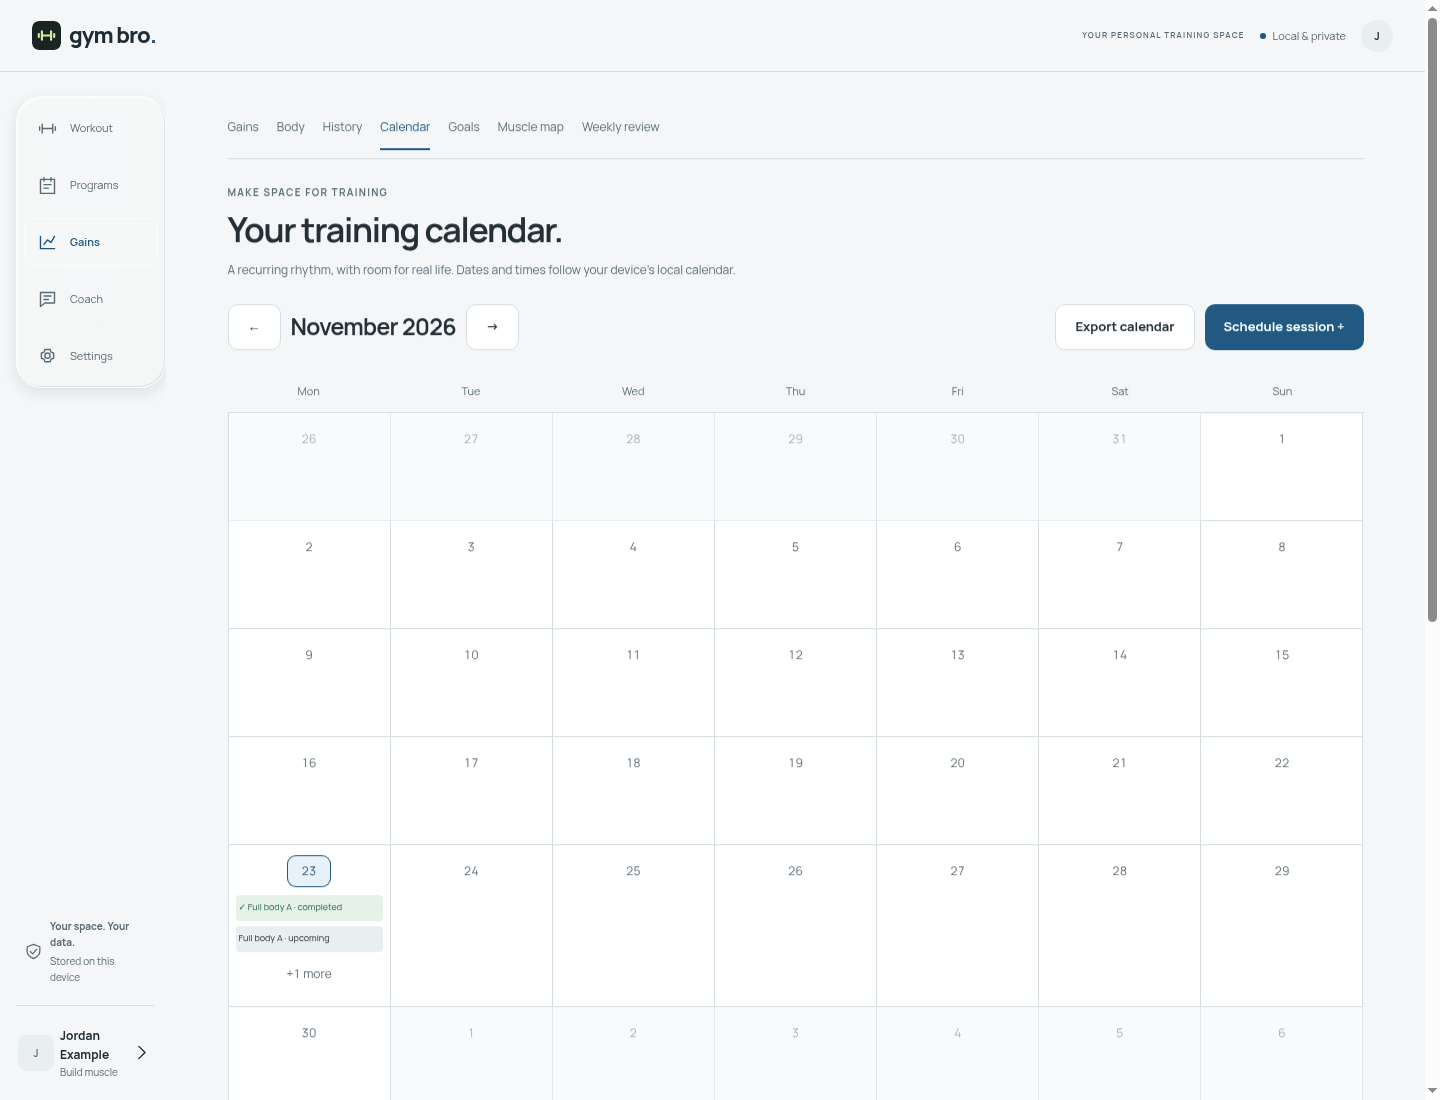 gym bro.
YOUR PERSONAL TRAINING SPACE
Local & private
J
Workout
Programs
Gains
Coach
Settings
Gains Body History Calendar Goals Muscle map Weekly review
MAKE SPACE FOR TRAINING
Your training calendar.
A recurring rhythm, with room for real life. Dates and times follow your device's local calendar.
← November 2026 →
Export calendar
Schedule session +
Mon Tue Wed Thu Fri Sat Sun
26 27 28 29 30 31 1
2 3 4 5 6 7 8
9 10 11 12 13 14 15
16 17 18 19 20 21 22
23 24 25 26 27 28 29
✓ Full body A · completed
Full body A · upcoming
+1 more
30 1 2 3 4 5 6
Your space. Your
data.
Stored on this
device
J
Jordan
Example
Build muscle